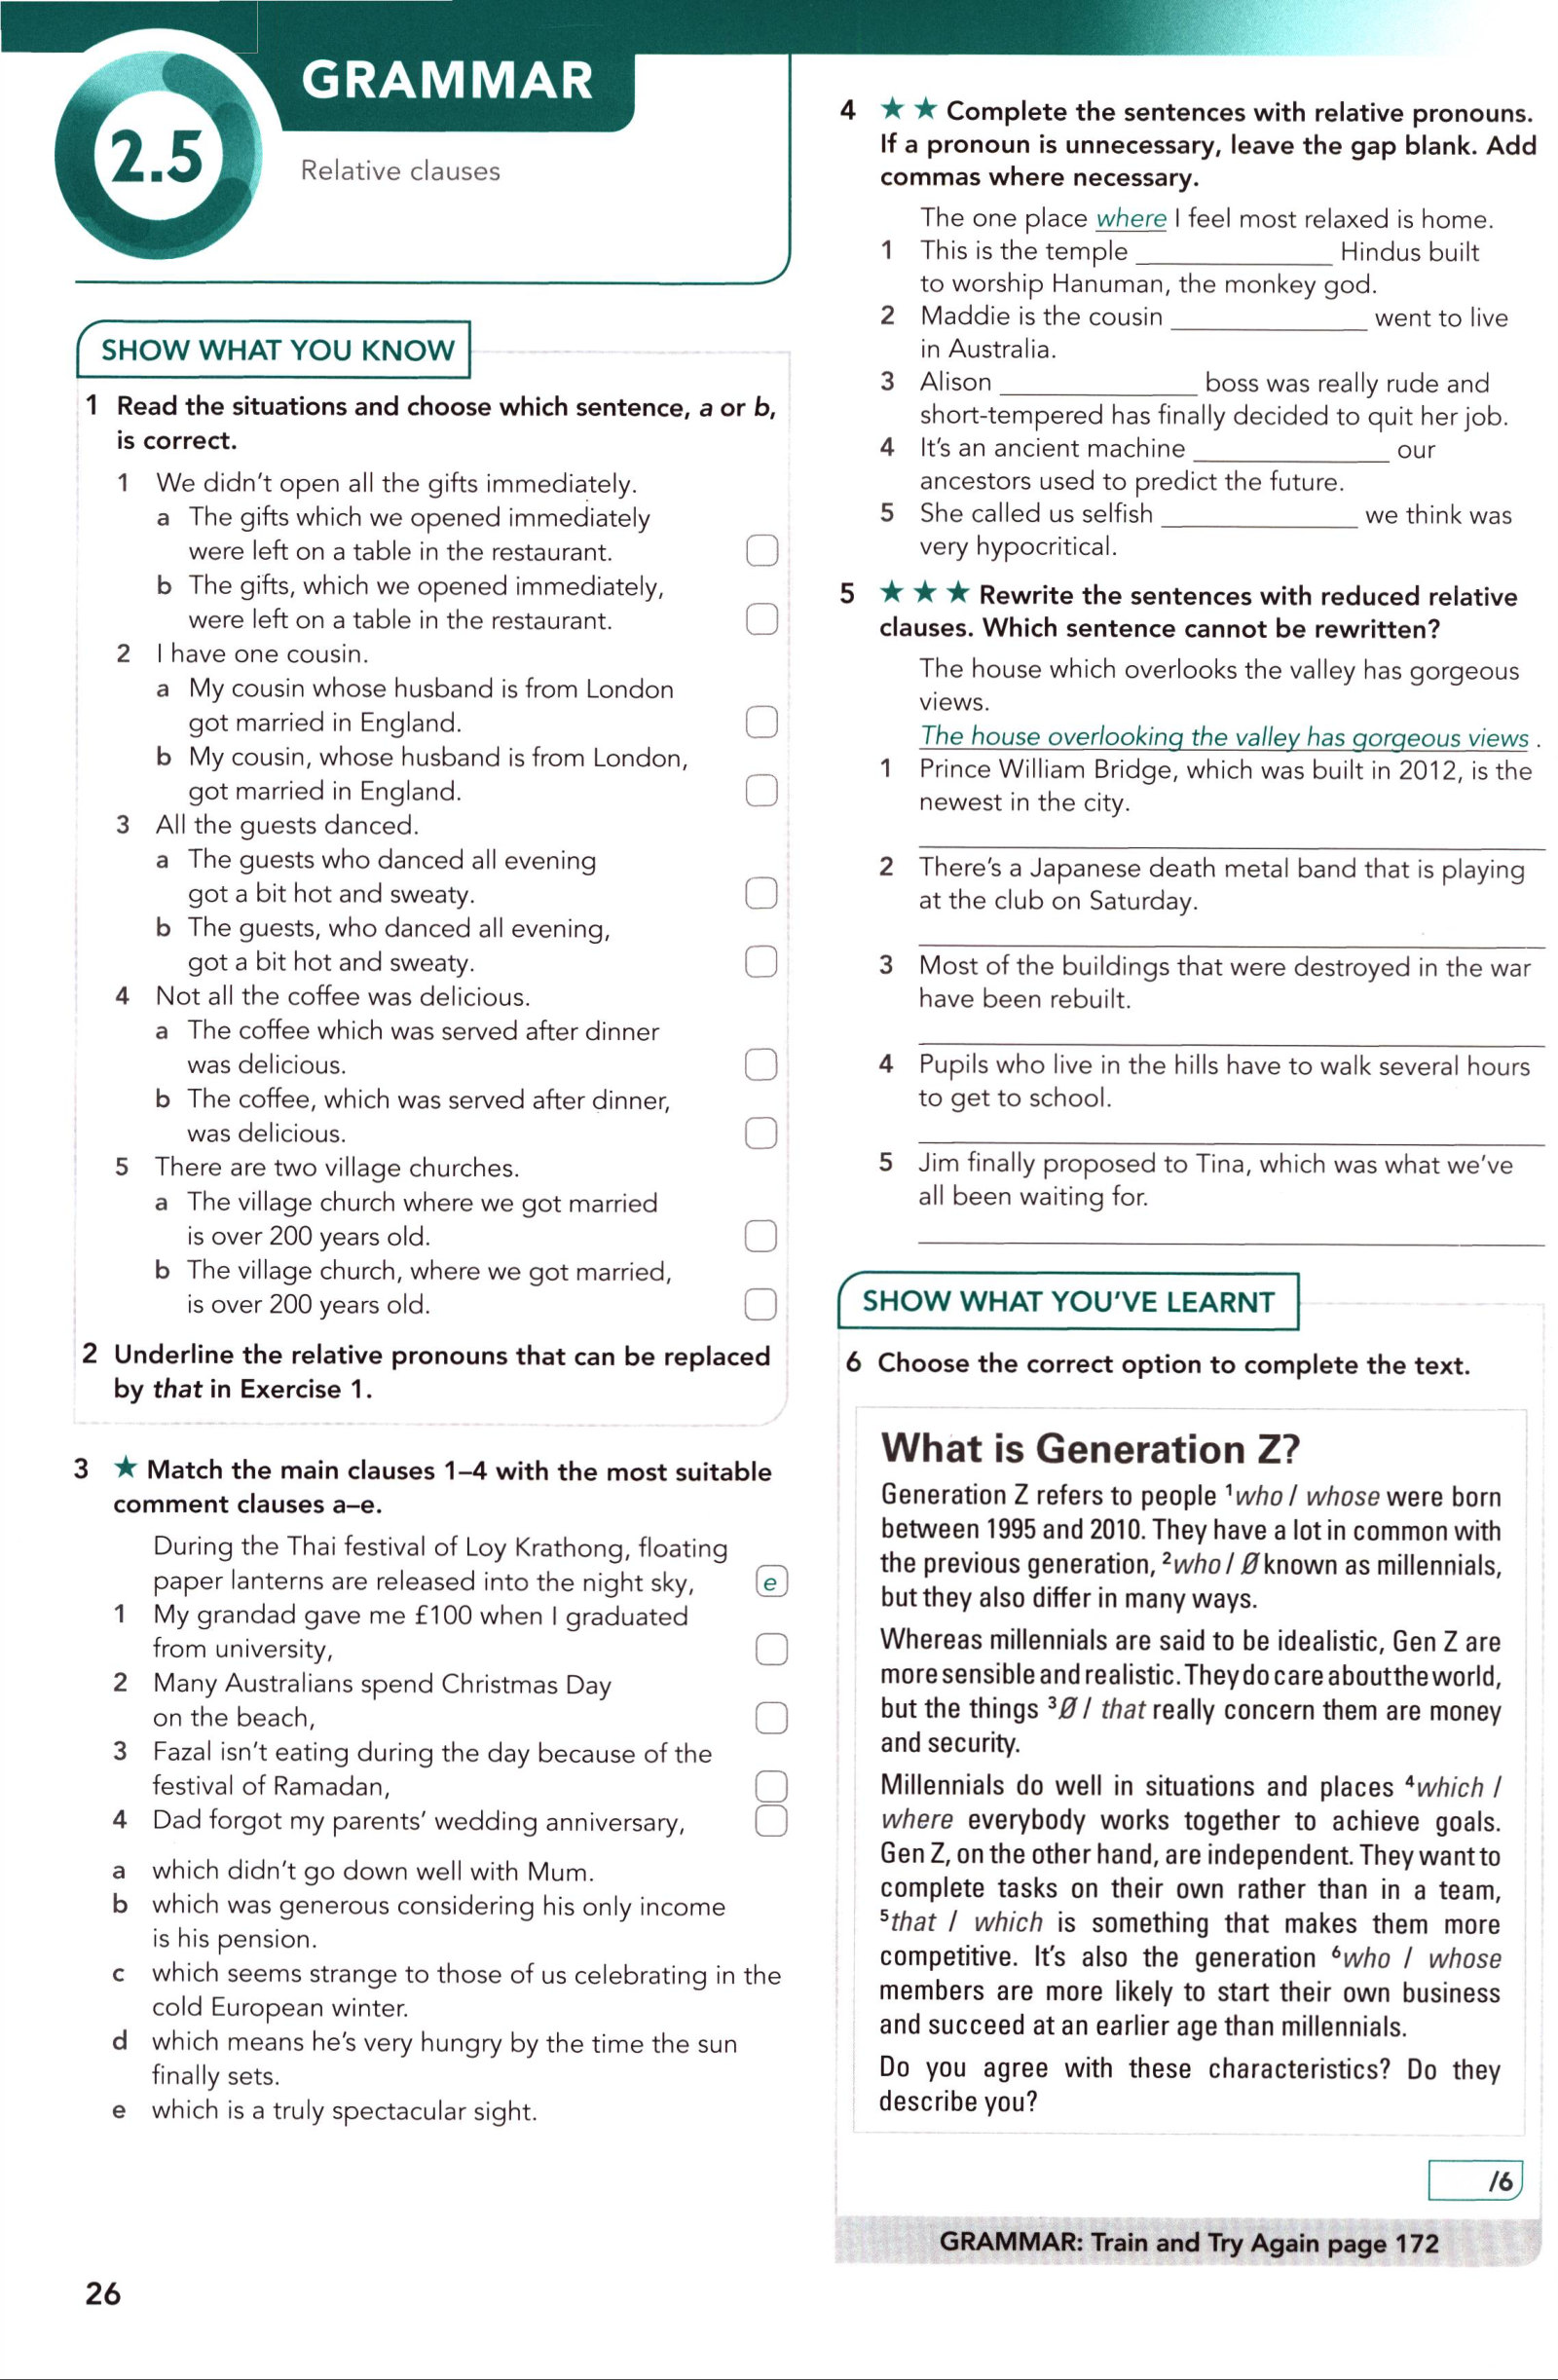 GRAMMAR
2.5
Relative clauses
SHOW WHAT YOU KNOW
1 Read the situations and choose which sentence, a or b,
is correct.
1 We didn't open all the gifts immediately.
a The gifts which we opened immediately
were left on a table in the restaurant.
b The gifts, which we opened immediately,
were left on a table in the restaurant.
2 I have one cousin.
a My cousin whose husband is from London
got married in England.
b My cousin, whose husband is from London,
got married in England.
3 All the guests danced.
a The guests who danced all evening
got a bit hot and sweaty.
b The guests, who danced all evening,
got a bit hot and sweaty.
4 Not all the coffee was delicious.
a The coffee which was served after dinner
was delicious.
b The coffee, which was served after dinner,
was delicious.
5 There are two village churches.
a The village church where we got married
is over 200 years old.
b The village church, where we got married,
is over 200 years old.
2 Underline the relative pronouns that can be replaced
by that in Exercise 1.
3 ★ Match the main clauses 1–4 with the most suitable
comment clauses a–e.
During the Thai festival of Loy Krathong, floating
paper lanterns are released into the night sky, e
1 My grandad gave me £100 when I graduated
from university,
2 Many Australians spend Christmas Day
on the beach,
3 Fazal isn't eating during the day because of the
festival of Ramadan,
4 Dad forgot my parents' wedding anniversary,
a which didn't go down well with Mum.
b which was generous considering his only income
is his pension.
c which seems strange to those of us celebrating in the
cold European winter.
d which means he's very hungry by the time the sun
finally sets.
e which is a truly spectacular sight.
26
4 ★ ★ Complete the sentences with relative pronouns.
If a pronoun is unnecessary, leave the gap blank. Add
commas where necessary.
The one place where I feel most relaxed is home.
1 This is the temple ______________ Hindus built
to worship Hanuman, the monkey god.
2 Maddie is the cousin ______________ went to live
in Australia.
3 Alison ______________ boss was really rude and
short-tempered has finally decided to quit her job.
4 It's an ancient machine ______________ our
ancestors used to predict the future.
5 She called us selfish ______________ we think was
very hypocritical.
5 ★ ★ ★ Rewrite the sentences with reduced relative
clauses. Which sentence cannot be rewritten?
The house which overlooks the valley has gorgeous
views.
The house overlooking the valley has gorgeous views .
1 Prince William Bridge, which was built in 2012, is the
newest in the city.
2 There's a Japanese death metal band that is playing
at the club on Saturday.
3 Most of the buildings that were destroyed in the war
have been rebuilt.
4 Pupils who live in the hills have to walk several hours
to get to school.
5 Jim finally proposed to Tina, which was what we've
all been waiting for.
SHOW WHAT YOU'VE LEARNT
6 Choose the correct option to complete the text.
What is Generation Z?
Generation Z refers to people ¹who / whose were born
between 1995 and 2010. They have a lot in common with
the previous generation, ²who / Ø known as millennials,
but they also differ in many ways.
Whereas millennials are said to be idealistic, Gen Z are
more sensible and realistic. They do care about the world,
but the things ³Ø / that really concern them are money
and security.
Millennials do well in situations and places ⁴which /
where everybody works together to achieve goals.
Gen Z, on the other hand, are independent. They want to
complete tasks on their own rather than in a team,
⁵that / which is something that makes them more
competitive. It's also the generation ⁶who / whose
members are more likely to start their own business
and succeed at an earlier age than millennials.
Do you agree with these characteristics? Do they
describe you?
/6
GRAMMAR: Train and Try Again page 172